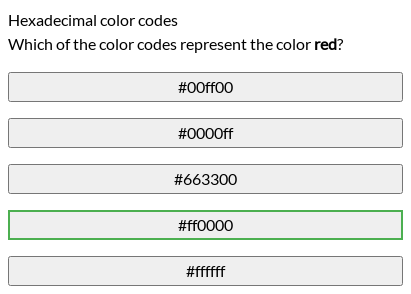 Hexadecimal color codes
Which of the color codes represent the color red?
#00ff00
#0000ff
#663300
#ff0000
#ffffff